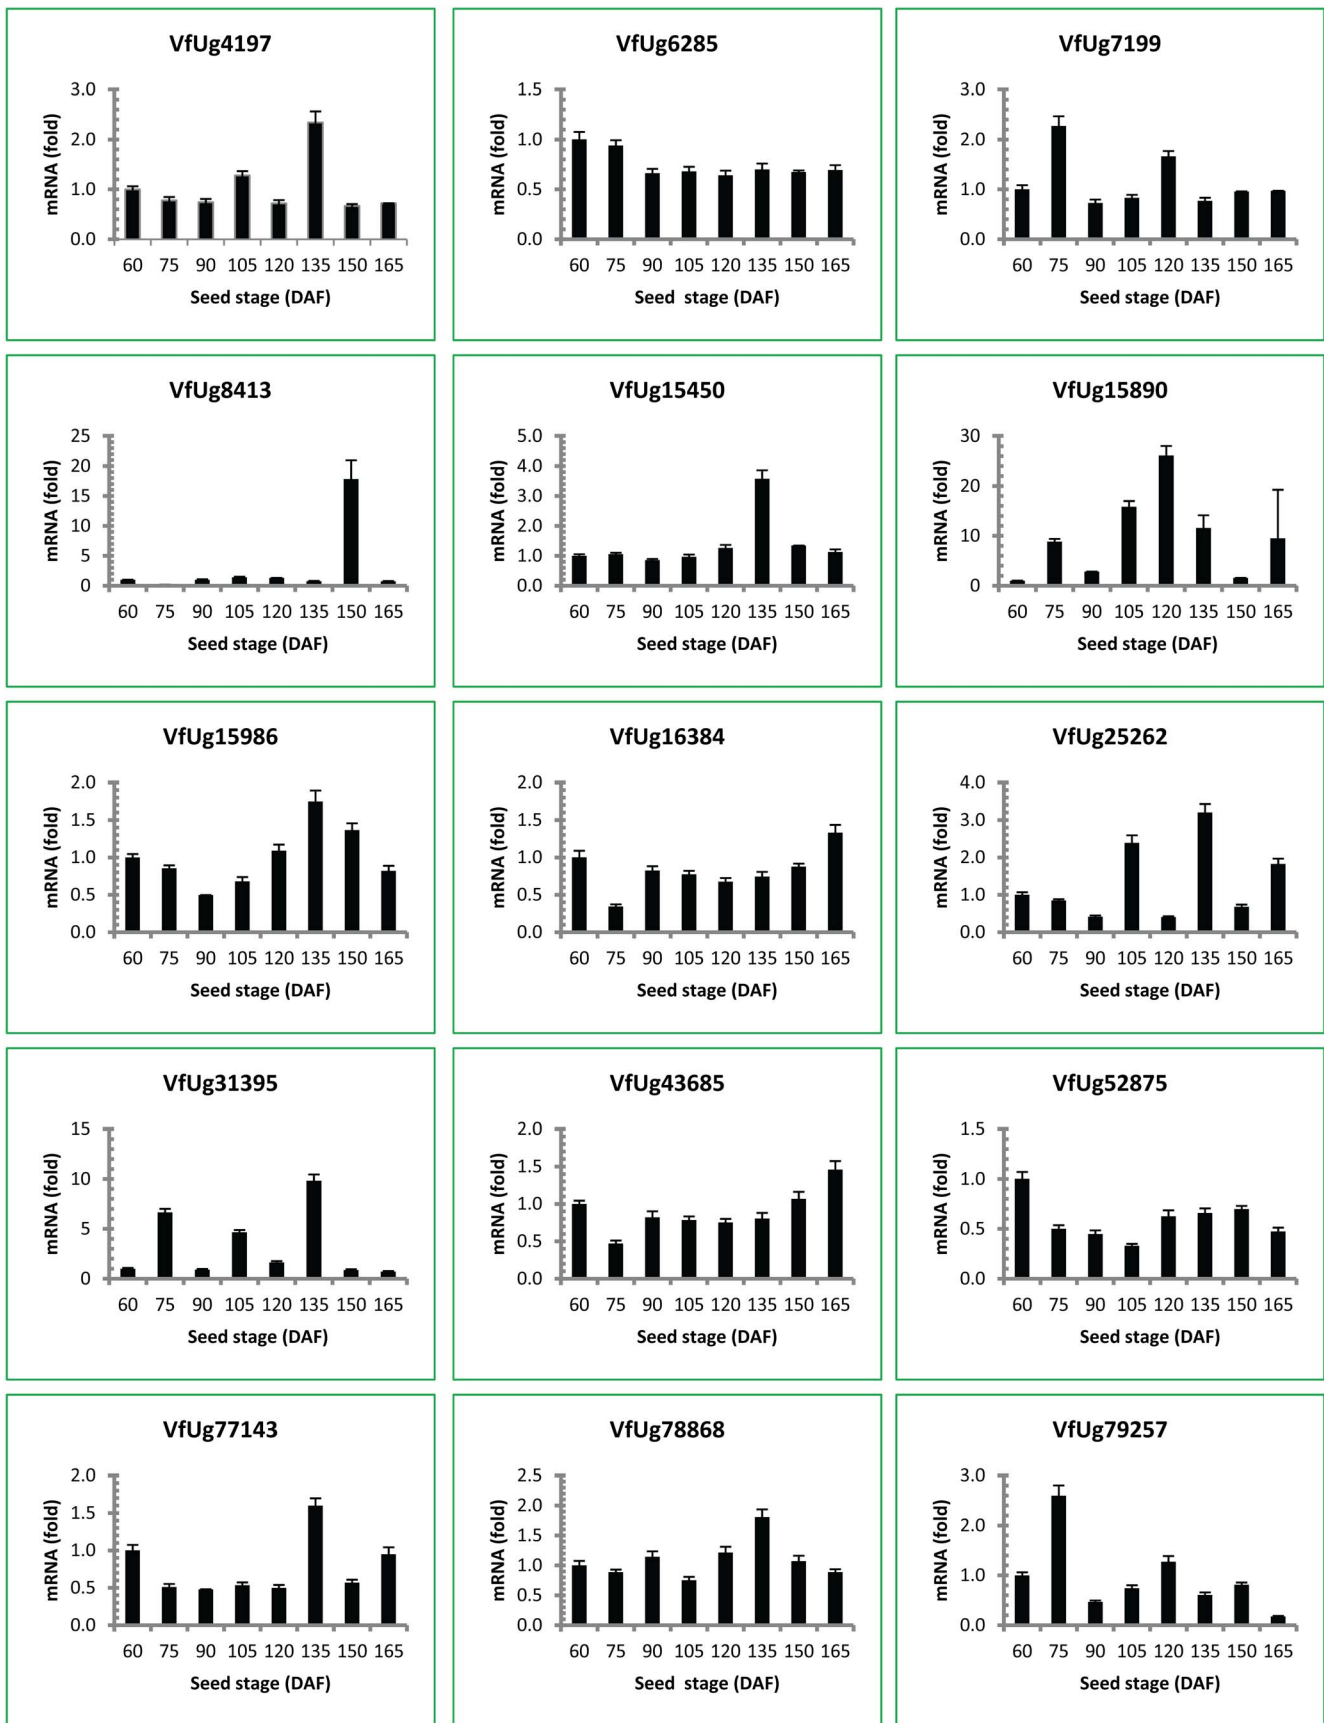 VfUg4197
3.0
2.0
1.0
0.0
mRNA (fold)
60 75 90 105 120 135 150 165
Seed stage (DAF)
VfUg6285
1.5
1.0
0.5
0.0
mRNA (fold)
60 75 90 105 120 135 150 165
Seed stage (DAF)
VfUg7199
3.0
2.0
1.0
0.0
mRNA (fold)
60 75 90 105 120 135 150 165
Seed stage (DAF)
VfUg8413
25
20
15
10
5
0
mRNA (fold)
60 75 90 105 120 135 150 165
Seed stage (DAF)
VfUg15450
5.0
4.0
3.0
2.0
1.0
0.0
mRNA (fold)
60 75 90 105 120 135 150 165
Seed stage (DAF)
VfUg15890
30
20
10
0
mRNA (fold)
60 75 90 105 120 135 150 165
Seed stage (DAF)
VfUg15986
2.0
1.5
1.0
0.5
0.0
mRNA (fold)
60 75 90 105 120 135 150 165
Seed stage (DAF)
VfUg16384
2.0
1.5
1.0
0.5
0.0
mRNA (fold)
60 75 90 105 120 135 150 165
Seed stage (DAF)
VfUg25262
4.0
3.0
2.0
1.0
0.0
mRNA (fold)
60 75 90 105 120 135 150 165
Seed stage (DAF)
VfUg31395
15
10
5
0
mRNA (fold)
60 75 90 105 120 135 150 165
Seed stage (DAF)
VfUg43685
2.0
1.5
1.0
0.5
0.0
mRNA (fold)
60 75 90 105 120 135 150 165
Seed stage (DAF)
VfUg52875
1.5
1.0
0.5
0.0
mRNA (fold)
60 75 90 105 120 135 150 165
Seed stage (DAF)
VfUg77143
2.0
1.5
1.0
0.5
0.0
mRNA (fold)
60 75 90 105 120 135 150 165
Seed stage (DAF)
VfUg78868
2.5
2.0
1.5
1.0
0.5
0.0
mRNA (fold)
60 75 90 105 120 135 150 165
Seed stage (DAF)
VfUg79257
3.0
2.0
1.0
0.0
mRNA (fold)
60 75 90 105 120 135 150 165
Seed stage (DAF)